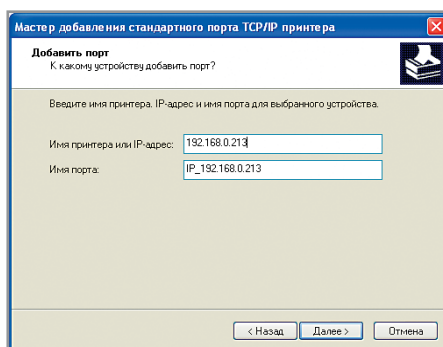 Мастер добавления стандартного порта TCP/IP принтера
Добавить порт
К какому устройству добавить порт?
Введите имя принтера. IP-адрес и имя порта для выбранного устройства.
Имя принтера или IP-адрес: 192.168.0.213
Имя порта: IP_192.168.0.213
< Назад Далее > Отмена